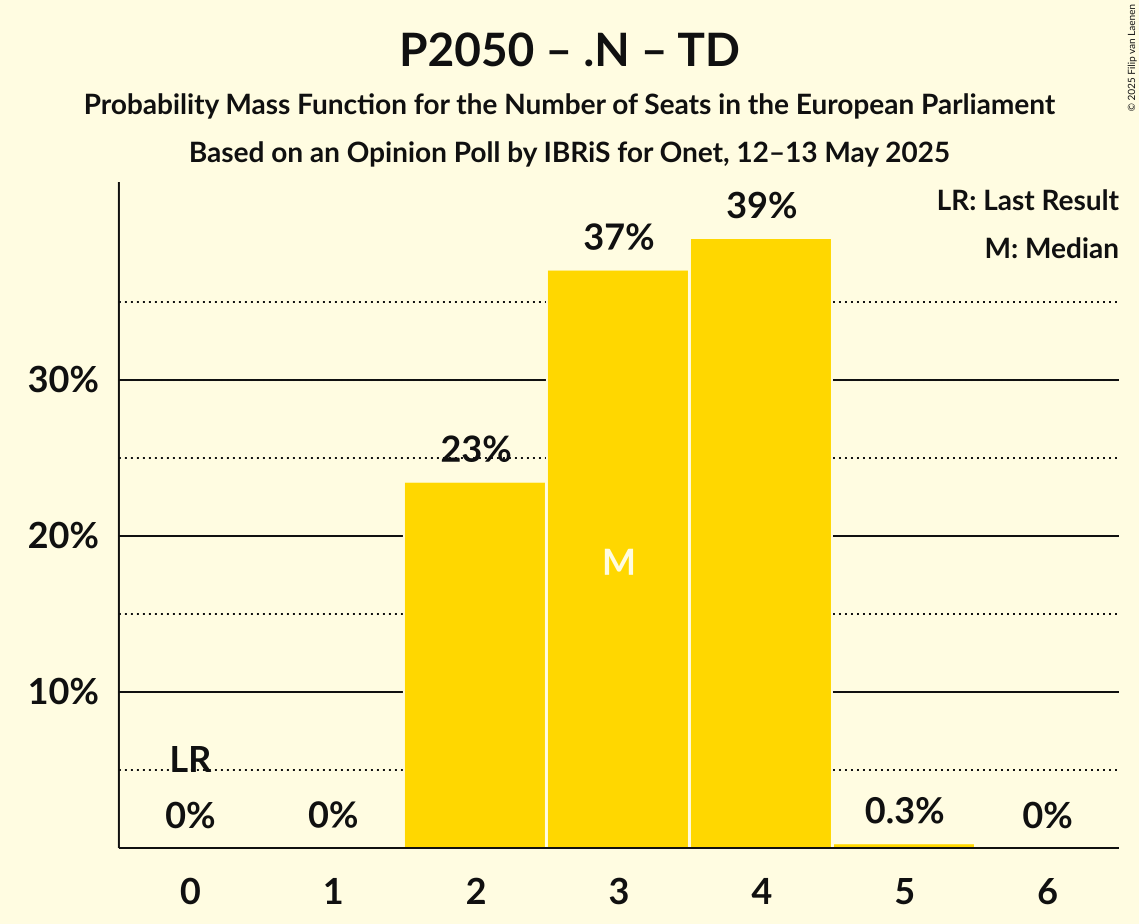 P2050 – .N – TD
Probability Mass Function for the Number of Seats in the European Parliament
Based on an Opinion Poll by IBRiS for Onet, 12–13 May 2025
© 2025 Filip van Laenen
LR: Last Result
M: Median
39%
37%
30%
23%
20%
M
10%
LR
0%
0%
0.3%
0%
0 1 2 3 4 5 6